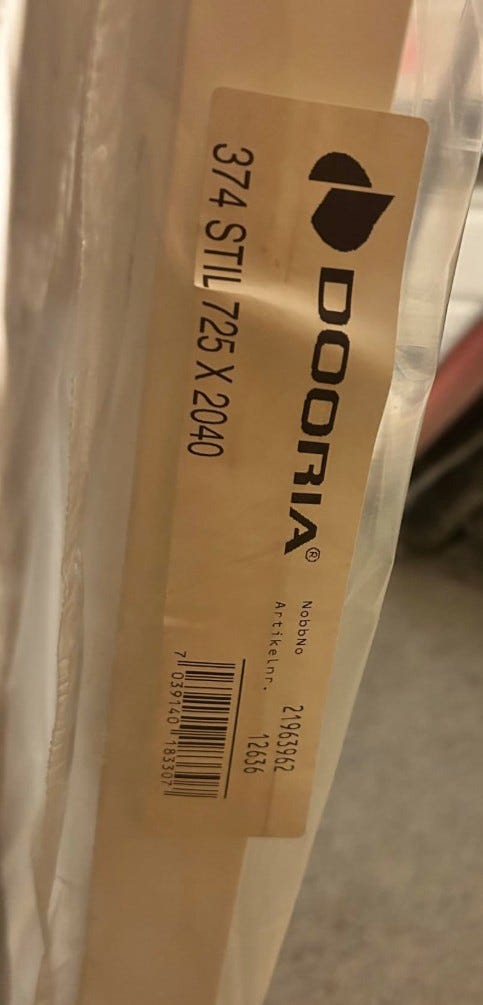 DOORIA®
374 STIL 725 X 2040
NobbNo 21963962
Artikelnr. 12636
7 039140 183307